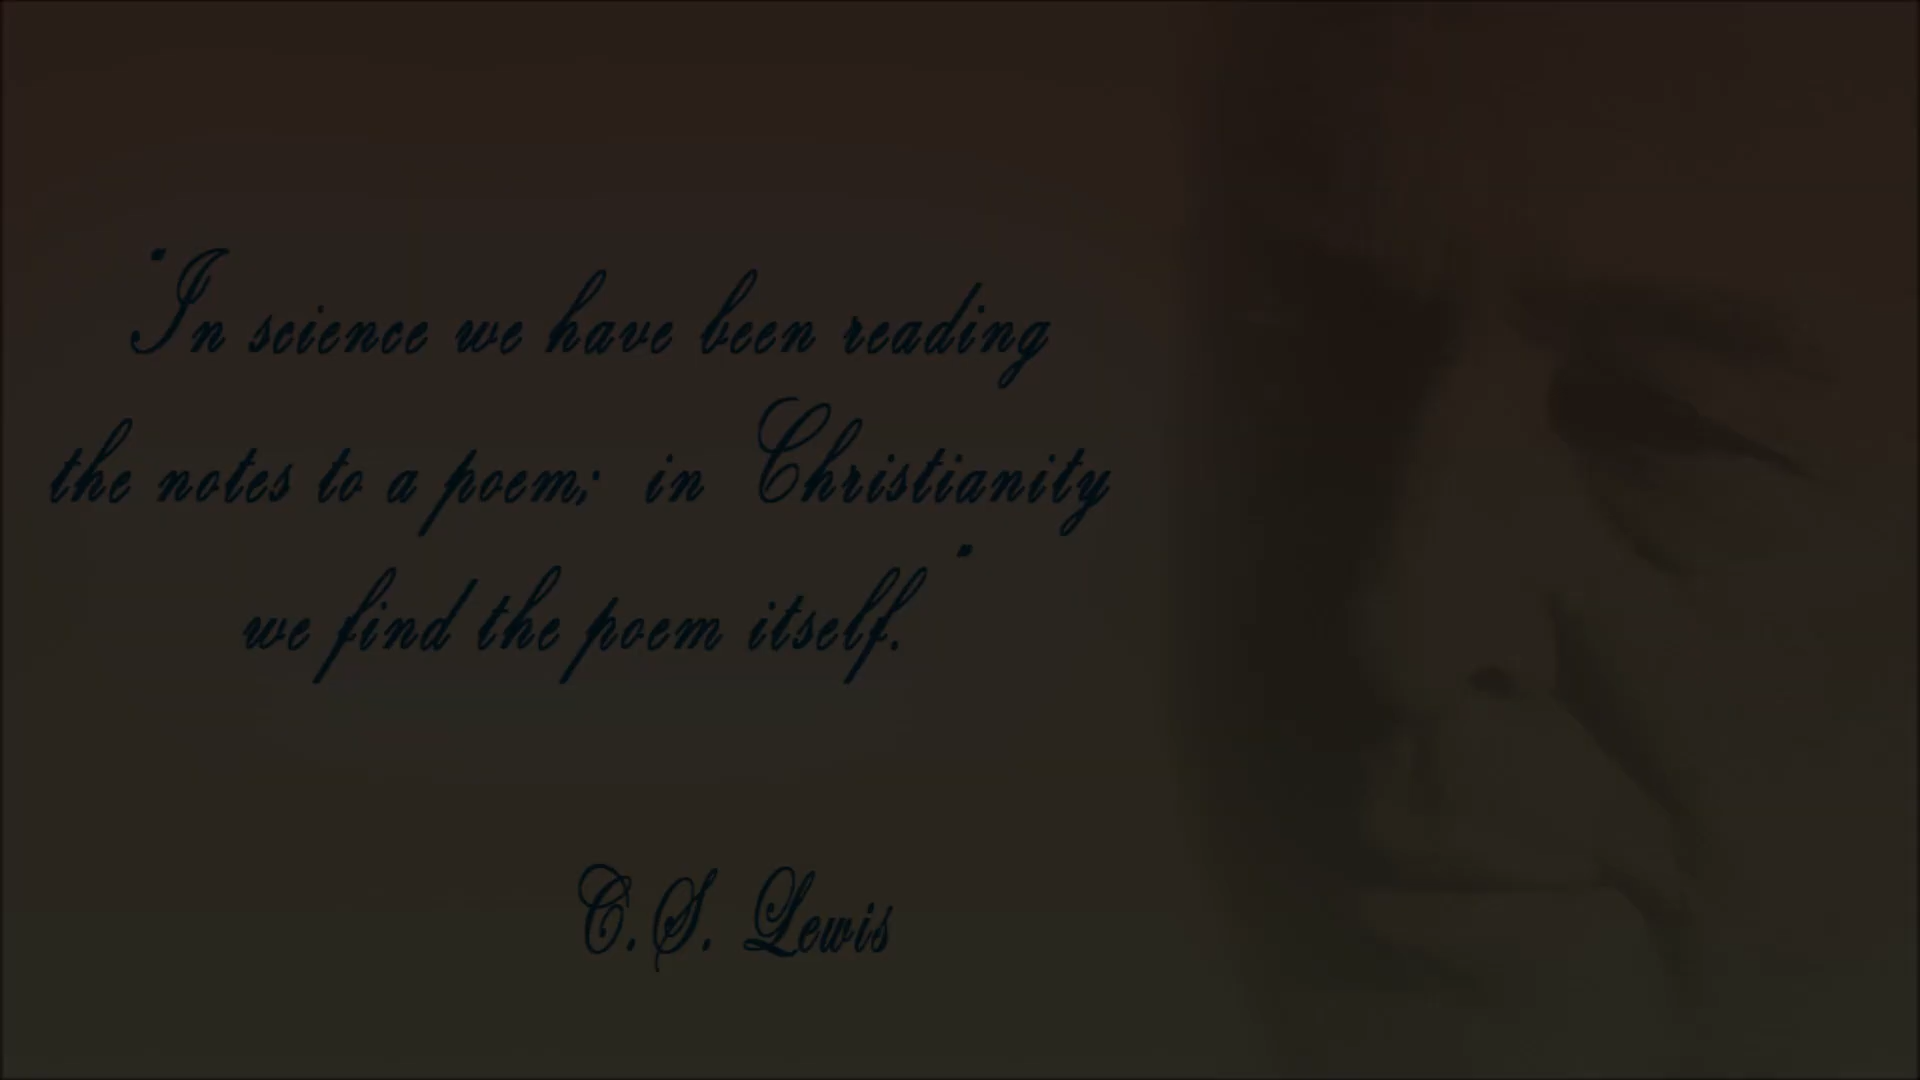 "In science we have been reading
the notes to a poem; in Christianity
we find the poem itself."
C.S. Lewis